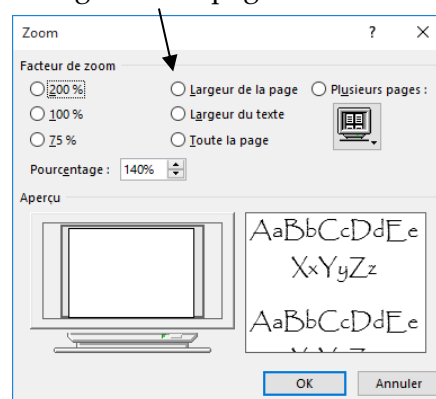 Zoom ? ×
Facteur de zoom
200 % Largeur de la page Plusieurs pages :
100 % Largeur du texte
75 % Toute la page
Pourcentage : 140%
Aperçu
AaBbCcDdEe
XxYyZz
AaBbCcDdEe
OK Annuler